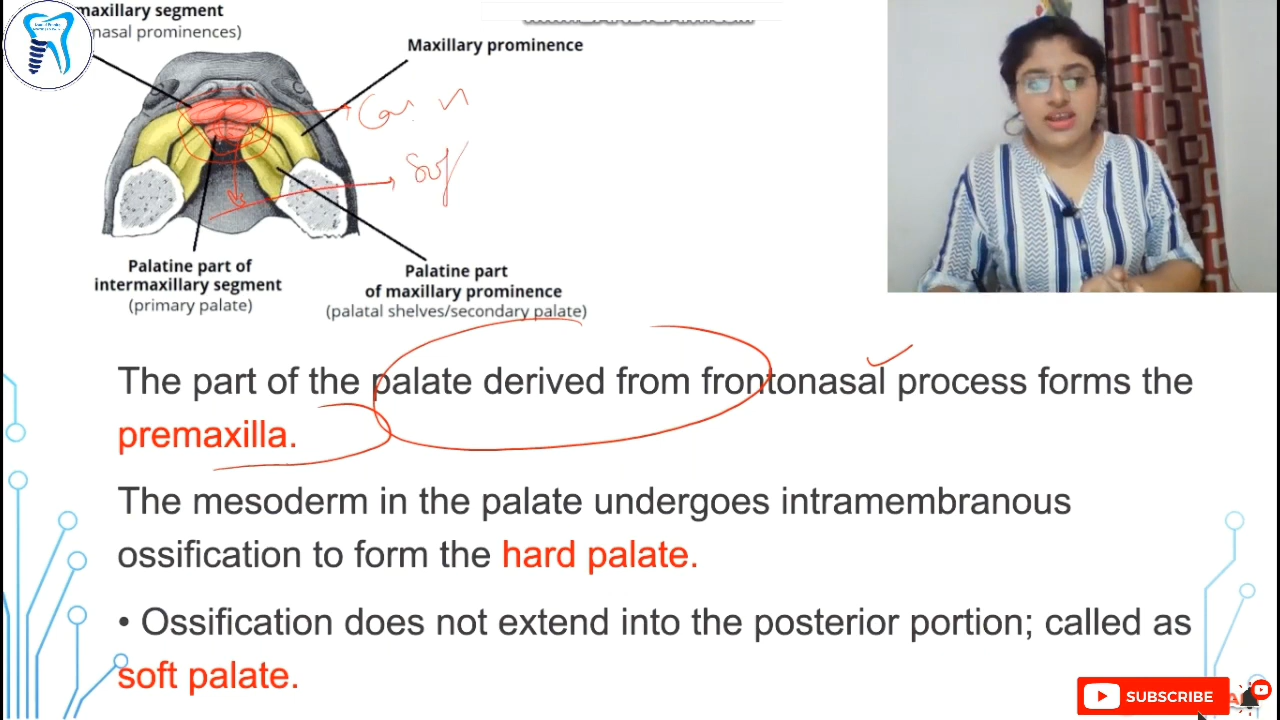 maxillary segment
nasal prominences)
Maxillary prominence
Palatine part of
intermaxillary segment
(primary palate)
Palatine part
of maxillary prominence
(palatal shelves/secondary palate)
The part of the palate derived from frontonasal process forms the
premaxilla.
The mesoderm in the palate undergoes intramembranous
ossification to form the hard palate.
• Ossification does not extend into the posterior portion; called as
soft palate.
SUBSCRIBE